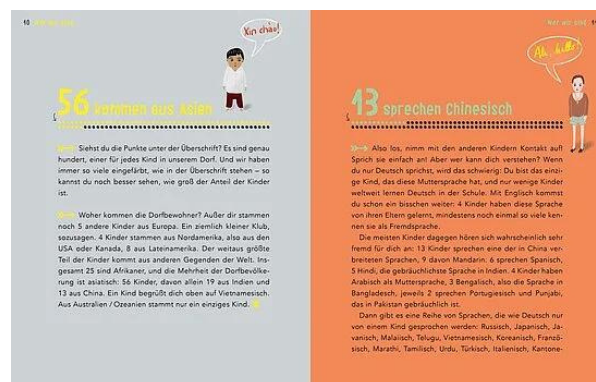 10
Xin chào!
56 kommen aus Asien
Siehst du die Punkte unter der Überschrift? Es sind genau
hundert, einer für jedes Kind in unserem Dorf. Und wir haben
immer so viele eingefärbt, wie in der Überschrift stehen – so
kannst du noch besser sehen, wie groß der Anteil der Kinder
ist.
Woher kommen die Dorfbewohner? Außer dir stammen
noch 5 andere Kinder aus Europa. Ein ziemlich kleiner Klub,
sozusagen. 4 Kinder stammen aus Nordamerika, also aus den
USA oder Kanada, 8 aus Lateinamerika. Der weitaus größte
Teil der Kinder kommt aus anderen Gegenden der Welt. Ins-
gesamt 25 sind Afrikaner, und die Mehrheit der Dorfbevölke-
rung ist asiatisch: 56 Kinder, davon allein 19 aus Indien und
13 aus China. Ein Kind begrüßt dich oben auf Vietnamesisch.
Aus Australien / Ozeanien stammt nur ein einziges Kind.
Ah, hallo!
13 sprechen Chinesisch
Also los, nimm mit den anderen Kindern Kontakt auf!
Sprich sie einfach an! Aber wer kann dich verstehen? Wenn
du nur Deutsch sprichst, wird das schwierig: Du bist das einzi-
ge Kind, das diese Muttersprache hat, und nur wenige Kinder
weltweit lernen Deutsch in der Schule. Mit Englisch kommst
du schon ein bisschen weiter: 4 Kinder haben diese Sprache
von ihren Eltern gelernt, mindestens noch einmal so viele ken-
nen sie als Fremdsprache.
Die meisten Kinder dagegen hören sich wahrscheinlich sehr
fremd für dich an: 13 Kinder sprechen eine der in China ver-
breiteten Sprachen, 9 davon Mandarin. 6 sprechen Spanisch,
5 Hindi, die gebräuchlichste Sprache in Indien. 4 Kinder haben
Arabisch als Muttersprache, 3 Bengalisch, also die Sprache in
Bangladesch, jeweils 2 sprechen Portugiesisch und Punjabi,
das in Pakistan gebräuchlich ist.
Dann gibt es eine Reihe von Sprachen, die wie Deutsch nur
von einem Kind gesprochen werden: Russisch, Japanisch, Ja-
vanisch, Malaiisch, Telugu, Vietnamesisch, Koreanisch, Franzö-
sisch, Marathi, Tamilisch, Urdu, Türkisch, Italienisch, Kantone-